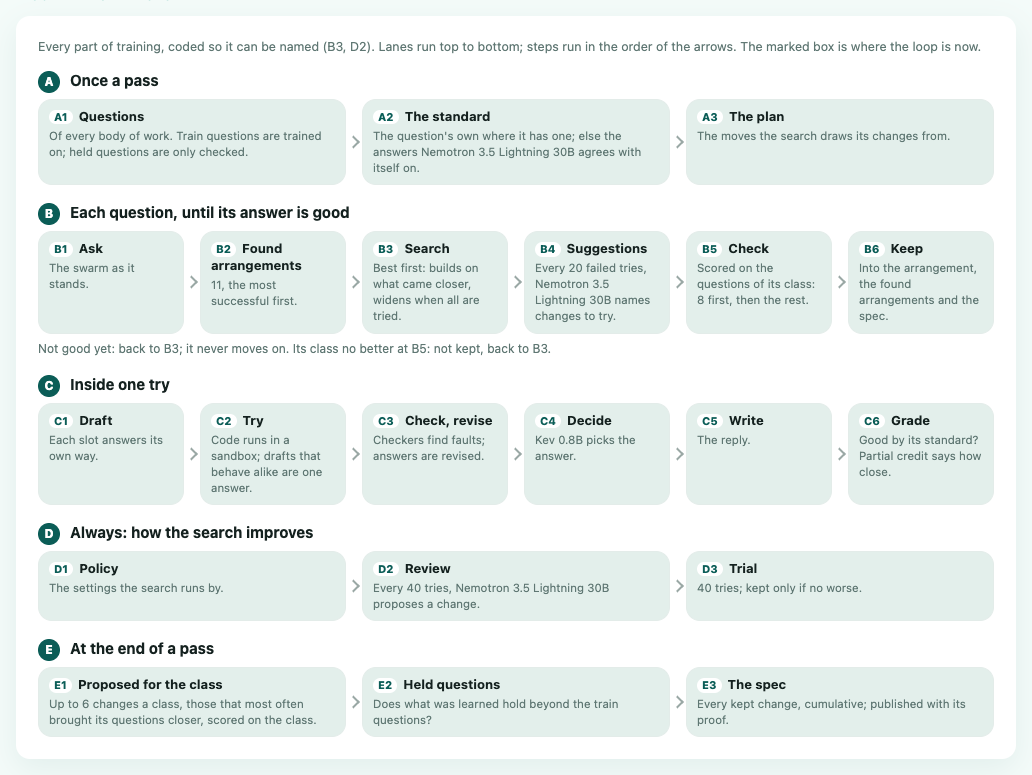 Every part of training, coded so it can be named (B3, D2). Lanes run top to bottom; steps run in the order of the arrows. The marked box is where the loop is now.
A Once a pass
A1 Questions
Of every body of work. Train questions are trained
on; held questions are only checked.
A2 The standard
The question's own where it has one; else the
answers Nemotron 3.5 Lightning 30B agrees with
itself on.
A3 The plan
The moves the search draws its changes from.
B Each question, until its answer is good
B1 Ask
The swarm as it
stands.
B2 Found
arrangements
11, the most
successful first.
B3 Search
Best first: builds on
what came closer,
widens when all are
tried.
B4 Suggestions
Every 20 failed tries,
Nemotron 3.5
Lightning 30B names
changes to try.
B5 Check
Scored on the
questions of its class:
8 first, then the rest.
B6 Keep
Into the arrangement,
the found
arrangements and the
spec.
Not good yet: back to B3; it never moves on. Its class no better at B5: not kept, back to B3.
C Inside one try
C1 Draft
Each slot answers its
own way.
C2 Try
Code runs in a
sandbox; drafts that
behave alike are one
answer.
C3 Check, revise
Checkers find faults;
answers are revised.
C4 Decide
Kev 0.8B picks the
answer.
C5 Write
The reply.
C6 Grade
Good by its standard?
Partial credit says how
close.
D Always: how the search improves
D1 Policy
The settings the search runs by.
D2 Review
Every 40 tries, Nemotron 3.5 Lightning 30B
proposes a change.
D3 Trial
40 tries; kept only if no worse.
E At the end of a pass
E1 Proposed for the class
Up to 6 changes a class, those that most often
brought its questions closer, scored on the class.
E2 Held questions
Does what was learned hold beyond the train
questions?
E3 The spec
Every kept change, cumulative; published with its
proof.